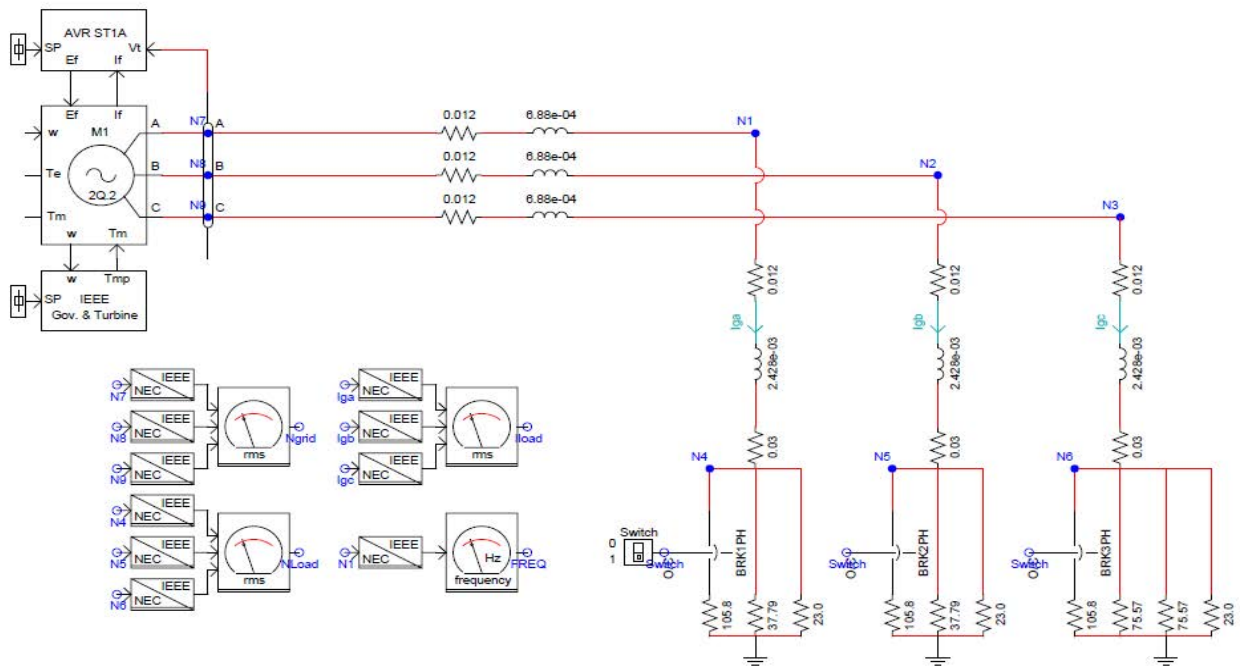 AVR ST1A
SP
Vt
Ef
If
Ef
If
w
M1
A
Te
B
2Q.2
Tm
C
w
Tm
w
Tmp
SP
IEEE
Gov. & Turbine
N7
A
N8
B
N9
C
0.012
6.88e-04
0.012
6.88e-04
0.012
6.88e-04
N1
N2
N3
0.012
0.012
0.012
Iga
Igb
Igc
2.428e-03
2.428e-03
2.428e-03
0.03
0.03
0.03
N4
N5
N6
IEEE
NEC
N7
IEEE
NEC
N8
IEEE
NEC
N9
rms
Ngrid
IEEE
NEC
Iga
IEEE
NEC
Igb
IEEE
NEC
Igc
rms
Iload
IEEE
NEC
N4
IEEE
NEC
N5
IEEE
NEC
N6
rms
NLoad
IEEE
NEC
N1
Hz
frequency
FREQ
Switch
0
1
Switch
BRK1PH
Switch
BRK2PH
Switch
BRK3PH
105.8
37.79
23.0
105.8
37.79
23.0
105.8
75.57
75.57
23.0